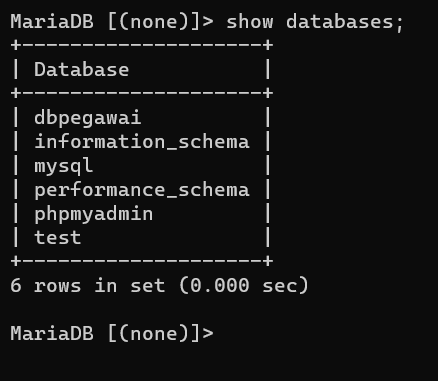 MariaDB [(none)]> show databases;
+--------------------+
| Database           |
+--------------------+
| dbpegawai          |
| information_schema |
| mysql              |
| performance_schema |
| phpmyadmin         |
| test               |
+--------------------+
6 rows in set (0.000 sec)

MariaDB [(none)]>